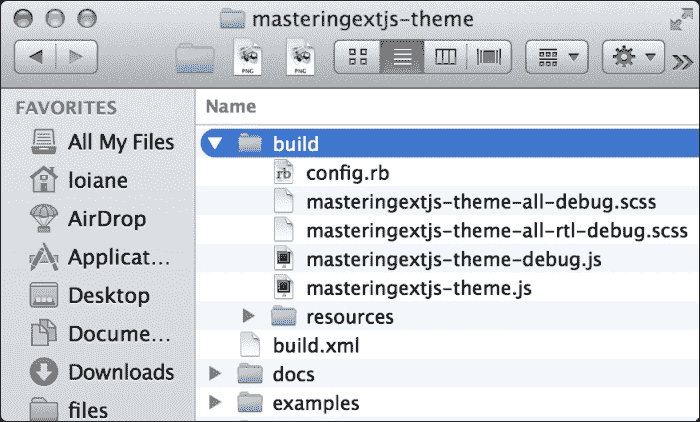 masteringextjs-theme
PNG PNG
FAVORITES
All My Files
loiane
AirDrop
Applicat...
Desktop
Docume...
Downloads
files
Name
build
rb config.rb
masteringextjs-theme-all-debug.scss
masteringextjs-theme-all-rtl-debug.scss
masteringextjs-theme-debug.js
masteringextjs-theme.js
resources
build.xml
docs
examples